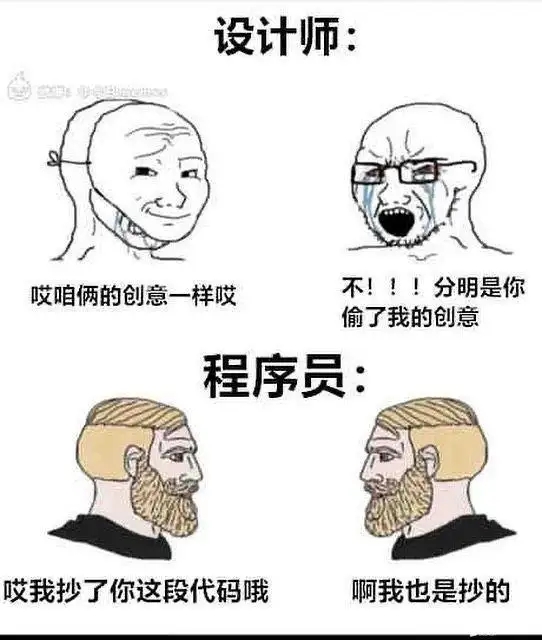 设计师：
哎咱俩的创意一样哎
不！！！分明是你
偷了我的创意
程序员：
哎我抄了你这段代码哦
啊我也是抄的